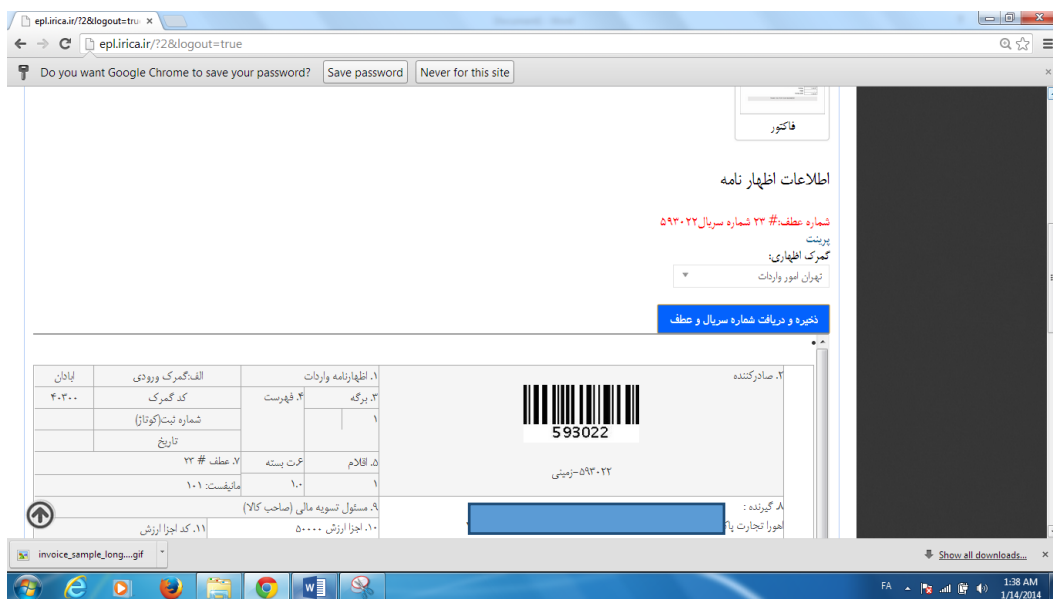 epl.irica.ir/?2&logout=tru
epl.irica.ir/?2&logout=true
Do you want Google Chrome to save your password? Save password Never for this site
فاکتور
اطلاعات اظهار نامه
شماره عطف:# ۲۳ شماره سریال۵۹۳۰۲۲
پرینت
گمرک اظهاری:
تهران امور واردات
ذخیره و دریافت شماره سریال و عطف
۲. صادرکننده
593022
۵۹۳۰۲۲-زمینی
۱. اظهارنامه واردات
الف:گمرک ورودی
ابادان
۳. برگه
۴. فهرست
کد گمرک
۴۰۳۰۰
۱
شماره ثبت(کوتاژ)
تاریخ
۵. اقلام
۶.ت بسته
۷. عطف # ۲۳
۱
۱.۰
مانیفست: ۱۰۱
۸. گیرنده :
اهورا تجارت
۹. مسئول تسویه مالی (صاحب کالا)
۱۰. اجزا ارزش ۵۰۰۰۰
۱۱. کد اجزا ارزش
invoice_sample_long....gif
Show all downloads...
FA
1:38 AM
1/14/2014